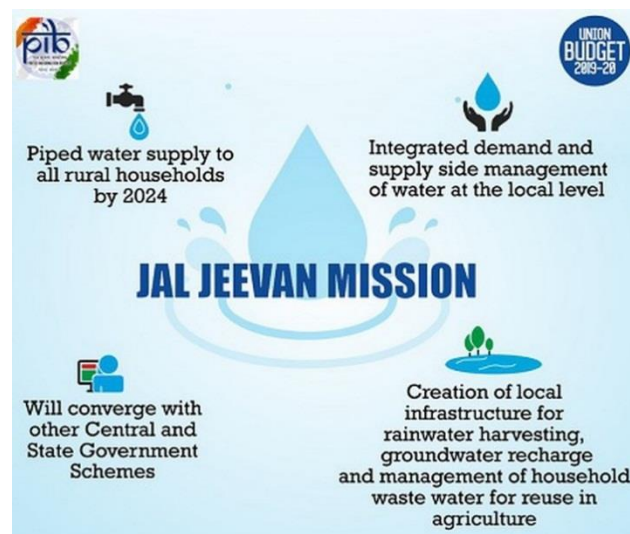 pib
UNION
BUDGET
2019-20
Piped water supply to
all rural households
by 2024
Integrated demand and
supply side management
of water at the local level
JAL JEEVAN MISSION
Will converge with
other Central and
State Government
Schemes
Creation of local
infrastructure for
rainwater harvesting,
groundwater recharge
and management of household
waste water for reuse in
agriculture